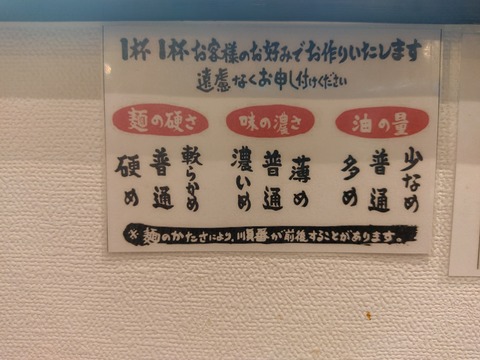 1杯1杯お客様のお好みでお作りいたします
遠慮なくお申し付けください
麺の硬さ
硬め
普通
軟らかめ
味の濃さ
濃いめ
普通
薄め
油の量
多め
普通
少なめ
※麺のかたさにより、順番が前後することがあります。